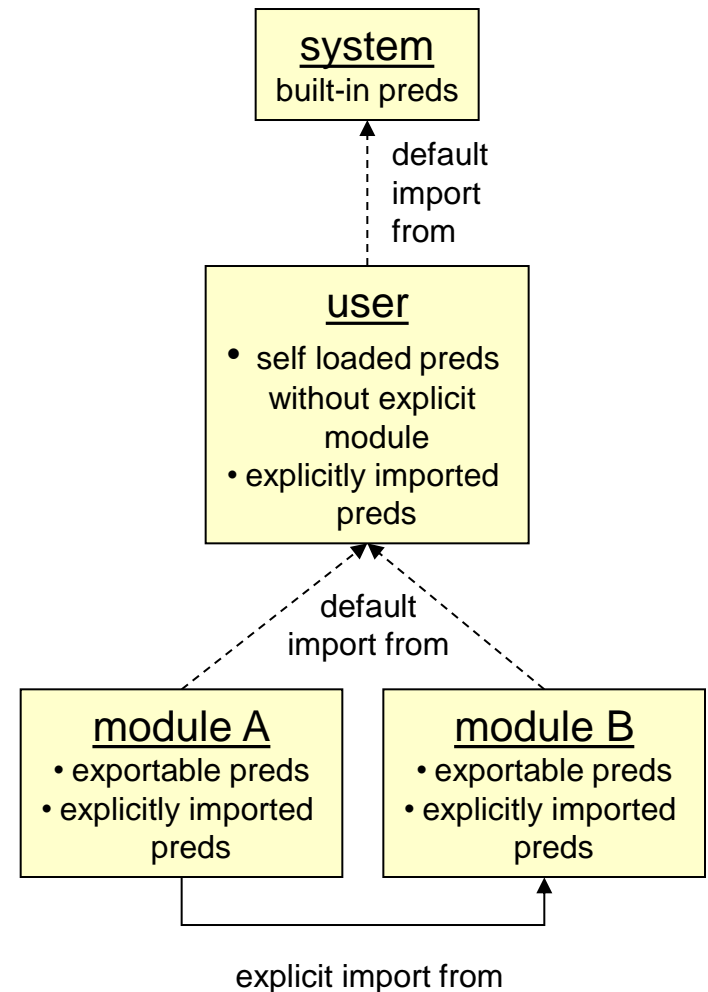 system
built-in preds
default
import
from
user
• self loaded preds
without explicit
module
• explicitly imported
preds
default
import from
module A
• exportable preds
• explicitly imported
preds
module B
• exportable preds
• explicitly imported
preds
explicit import from